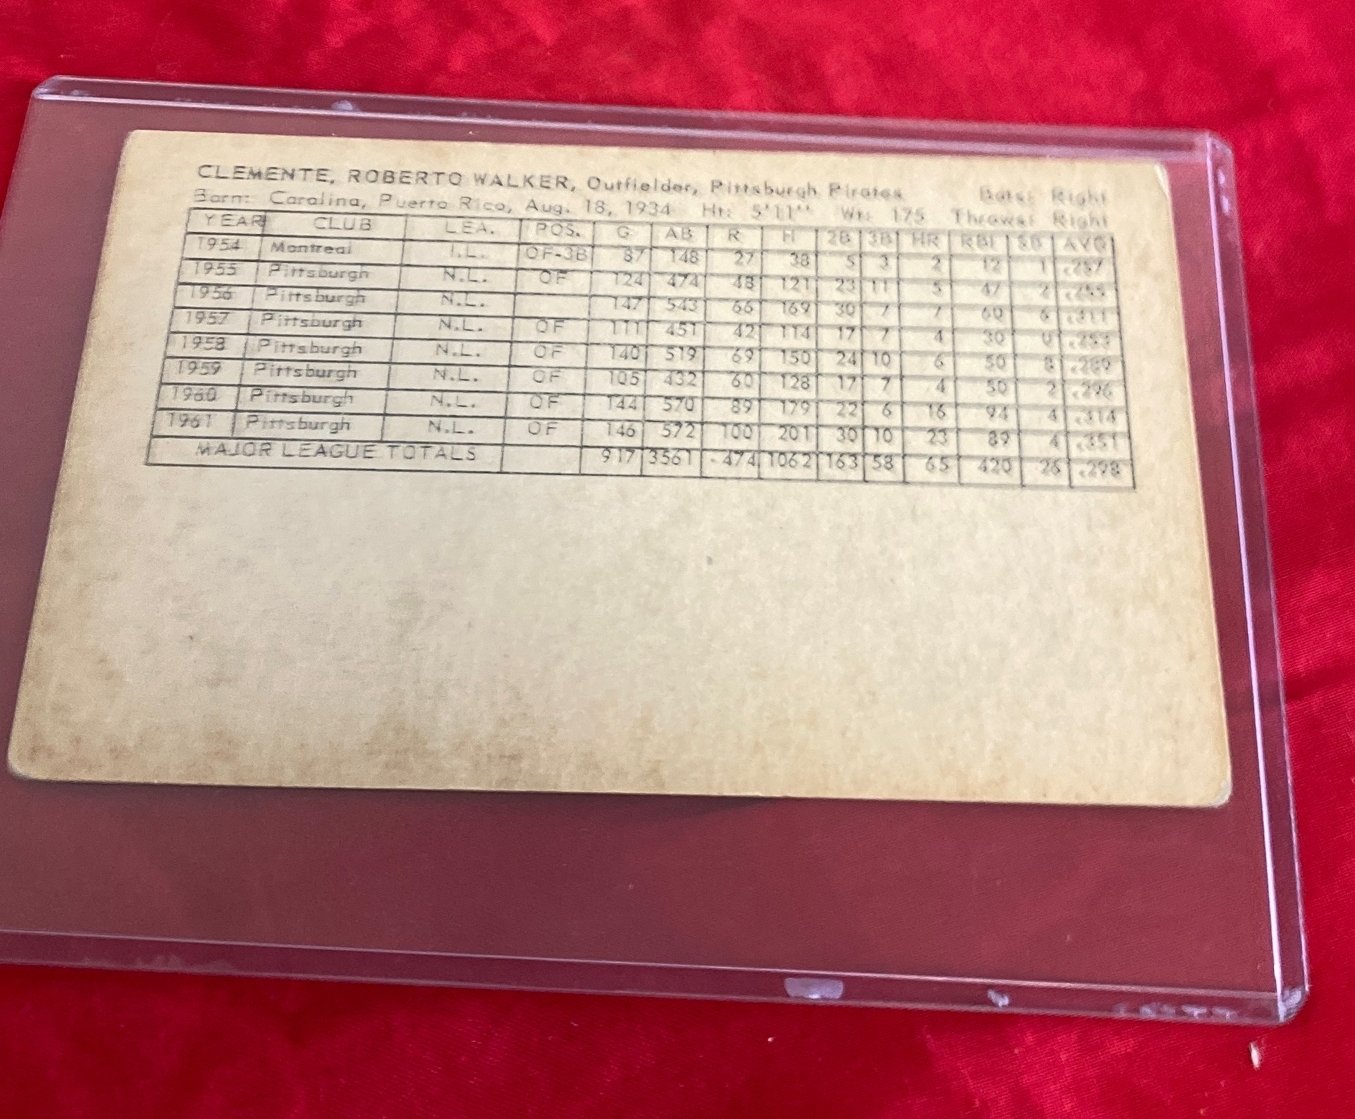 CLEMENTE, ROBERTO WALKER, Outfielder, Pittsburgh Pirates Bats: Right
Born: Carolina, Puerto Rico, Aug. 18, 1934 Ht: 5'11'' Wt: 175 Throws: Right
YEAR CLUB LEA. POS. G AB R H 2B 3B HR RBI SB AVG
1954 Montreal I.L. OF-3B 87 148 27 38 5 3 2 12 1 .257
1955 Pittsburgh N.L. OF 124 474 48 121 23 11 5 47 2 .255
1956 Pittsburgh N.L. 147 543 66 169 30 7 7 60 6 .311
1957 Pittsburgh N.L. OF 111 451 42 114 17 7 4 30 0 .253
1958 Pittsburgh N.L. OF 140 519 69 150 24 10 6 50 8 .289
1959 Pittsburgh N.L. OF 105 432 60 128 17 7 4 50 2 .296
1960 Pittsburgh N.L. OF 144 570 89 179 22 6 16 94 4 .314
1961 Pittsburgh N.L. OF 146 572 100 201 30 10 23 89 4 .351
MAJOR LEAGUE TOTALS 917 3561 474 1062 163 58 65 420 26 .298